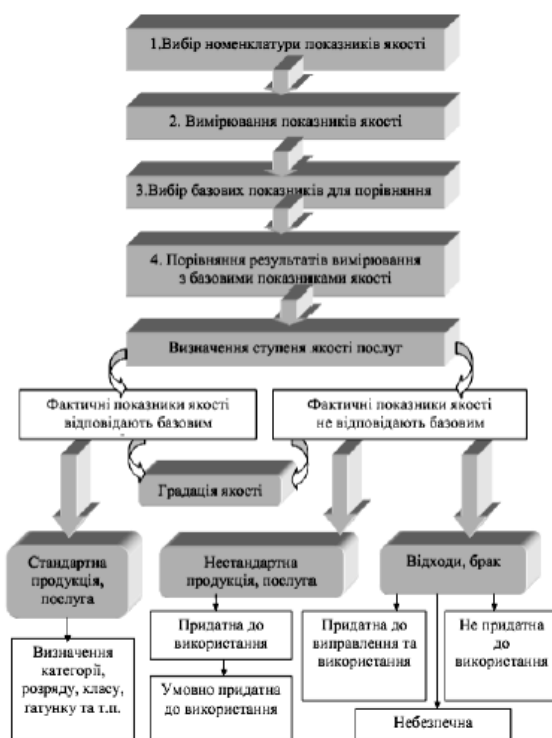 1.Вибір номенклатури показників якості
2. Вимірювання показників якості
3.Вибір базових показників для порівняння
4. Порівняння результатів вимірювання
з базовими показниками якості
Визначення ступеня якості послуг
Фактичні показники якості
відповідають базовим
Фактичні показники якості
не відповідають базовим
Градація якості
Стандартна
продукція,
послуга
Нестандартна
продукція, послуга
Відходи, брак
Визначення
категорії,
розряду, класу,
ґатунку та т.п.
Придатна до
використання
Умовно придатна
до використання
Придатна до
виправлення та
використання
Не придатна
до
використання
Небезпечна